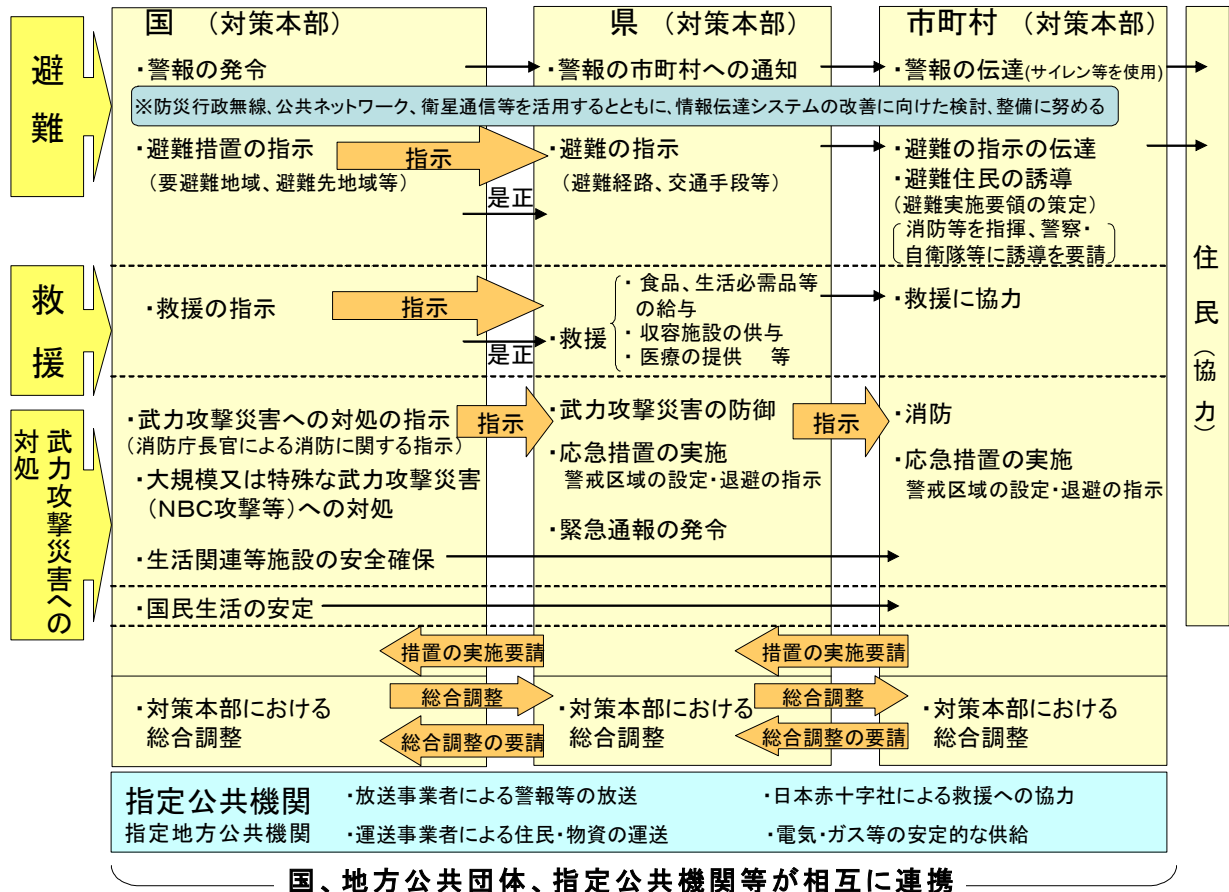 避難
国（対策本部）
県（対策本部）
市町村（対策本部）
・警報の発令
・警報の市町村への通知
・警報の伝達(サイレン等を使用)
※防災行政無線、公共ネットワーク、衛星通信等を活用するとともに、情報伝達システムの改善に向けた検討、整備に努める
・避難措置の指示
（要避難地域、避難先地域等）
指示
是正
・避難の指示
（避難経路、交通手段等）
・避難の指示の伝達
・避難住民の誘導
（避難実施要領の策定）
消防等を指揮、警察・
自衛隊等に誘導を要請
救援
・救援の指示
指示
是正
・救援
・食品、生活必需品等
の給与
・収容施設の供与
・医療の提供　等
・救援に協力
武力攻撃災害への
対処
・武力攻撃災害への対処の指示
（消防庁長官による消防に関する指示）
・大規模又は特殊な武力攻撃災害
（ＮＢＣ攻撃等）への対処
・生活関連等施設の安全確保
指示
・武力攻撃災害の防御
・応急措置の実施
警戒区域の設定・退避の指示
・緊急通報の発令
指示
・消防
・応急措置の実施
警戒区域の設定・退避の指示
・国民生活の安定
措置の実施要請
措置の実施要請
・対策本部における
総合調整
総合調整
総合調整の要請
・対策本部における
総合調整
総合調整
総合調整の要請
・対策本部における
総合調整
住民（協力）
指定公共機関
指定地方公共機関
・放送事業者による警報等の放送
・日本赤十字社による救援への協力
・運送事業者による住民・物資の運送
・電気・ガス等の安定的な供給
国、地方公共団体、指定公共機関等が相互に連携